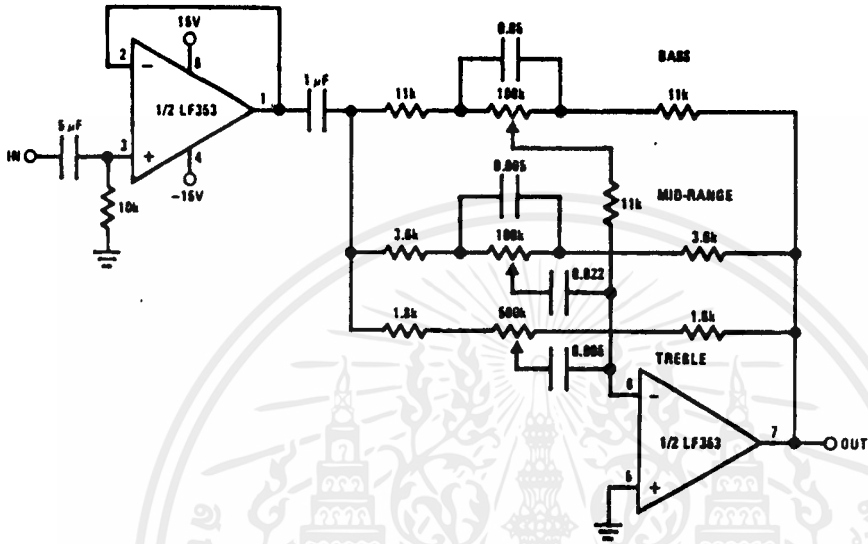 0.05
15V
BASS
2
8
1 µF
−
11k
100k
11k
1/2 LF353
1
5 µF
IN
3
+
4
0.005
MID-RANGE
−15V
11k
10k
3.6k
100k
3.6k
0.022
1.8k
500k
1.8k
0.005
TREBLE
6
−
1/2 LF353
7
OUT
5
+